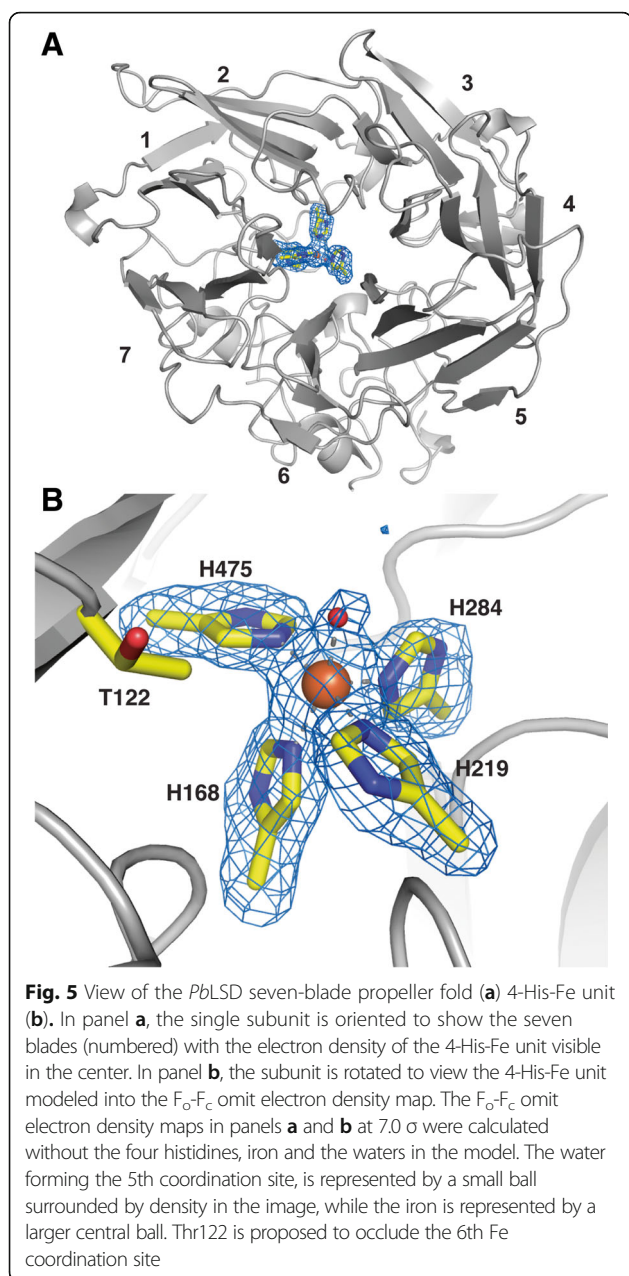 A
2
3
1
4
7
5
6
B
H475
H284
T122
H219
H168
Fig. 5 View of the PbLSD seven-blade propeller fold (a) 4-His-Fe unit
(b). In panel a, the single subunit is oriented to show the seven
blades (numbered) with the electron density of the 4-His-Fe unit visible
in the center. In panel b, the subunit is rotated to view the 4-His-Fe unit
modeled into the Fo-Fc omit electron density map. The Fo-Fc omit
electron density maps in panels a and b at 7.0 σ were calculated
without the four histidines, iron and the waters in the model. The water
forming the 5th coordination site, is represented by a small ball
surrounded by density in the image, while the iron is represented by a
larger central ball. Thr122 is proposed to occlude the 6th Fe
coordination site